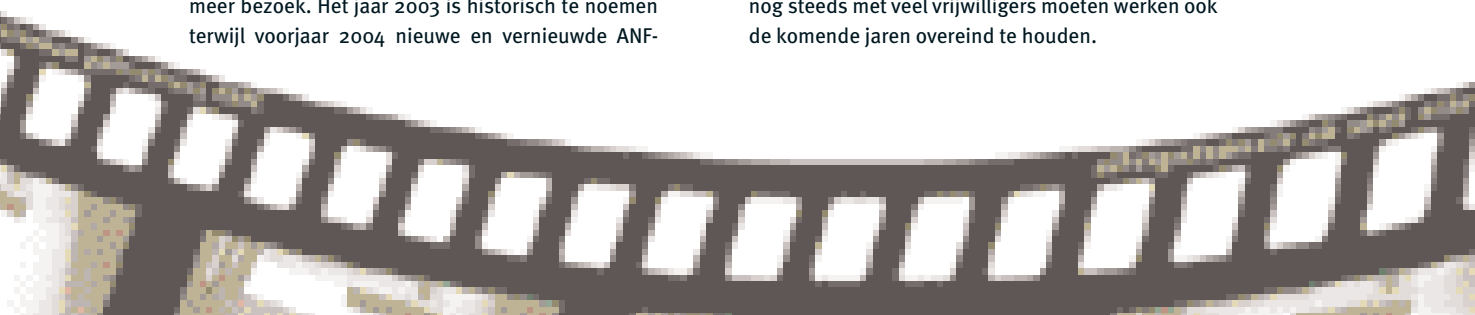 meer bezoek. Het jaar 2003 is historisch te noemen
terwijl voorjaar 2004 nieuwe en vernieuwde ANF-
nog steeds met veel vrijwilligers moeten werken ook
de komende jaren overeind te houden.